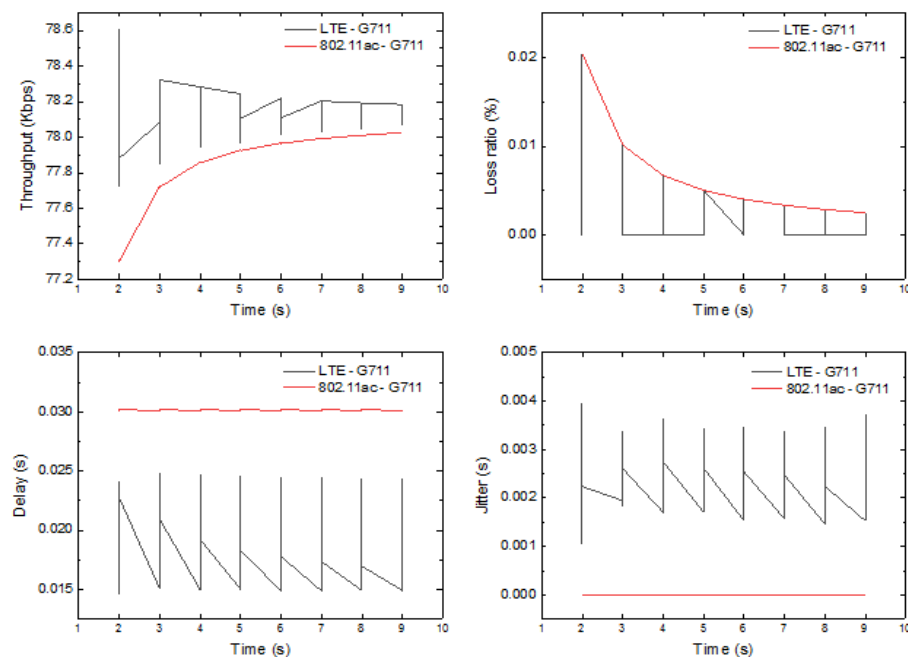 78.6
78.4
78.2
78.0
77.8
77.6
77.4
77.2
Throughput (Kbps)
LTE - G711
802.11ac - G711
1 2 3 4 5 6 7 8 9 10
Time (s)
0.02
0.01
0.00
Loss ratio (%)
LTE - G711
802.11ac - G711
1 2 3 4 5 6 7 8 9 10
Time (s)
0.035
0.030
0.025
0.020
0.015
Delay (s)
LTE - G711
802.11ac - G711
1 2 3 4 5 6 7 8 9 10
Time (s)
0.005
0.004
0.003
0.002
0.001
0.000
Jitter (s)
LTE - G711
802.11ac - G711
1 2 3 4 5 6 7 8 9 10
Time (s)